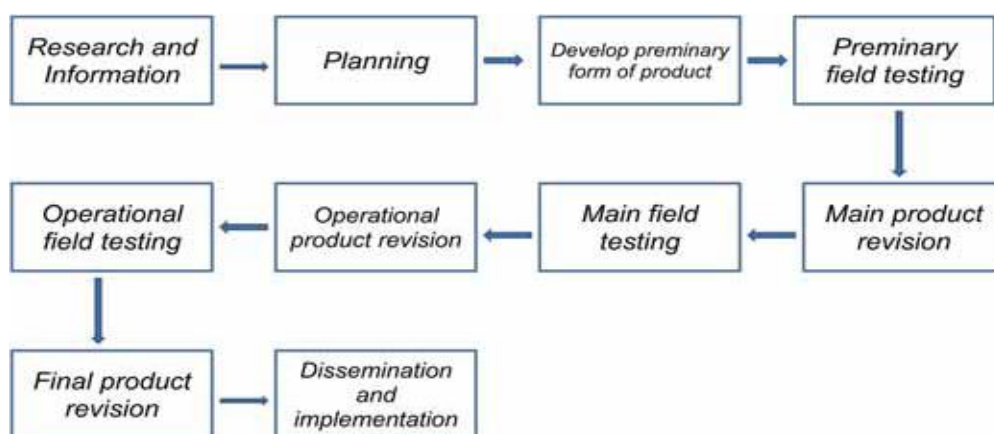 Research and
Information
Planning
Develop preminary
form of product
Preminary
field testing
Main product
revision
Main field
testing
Operational
product revision
Operational
field testing
Final product
revision
Dissemination
and
implementation